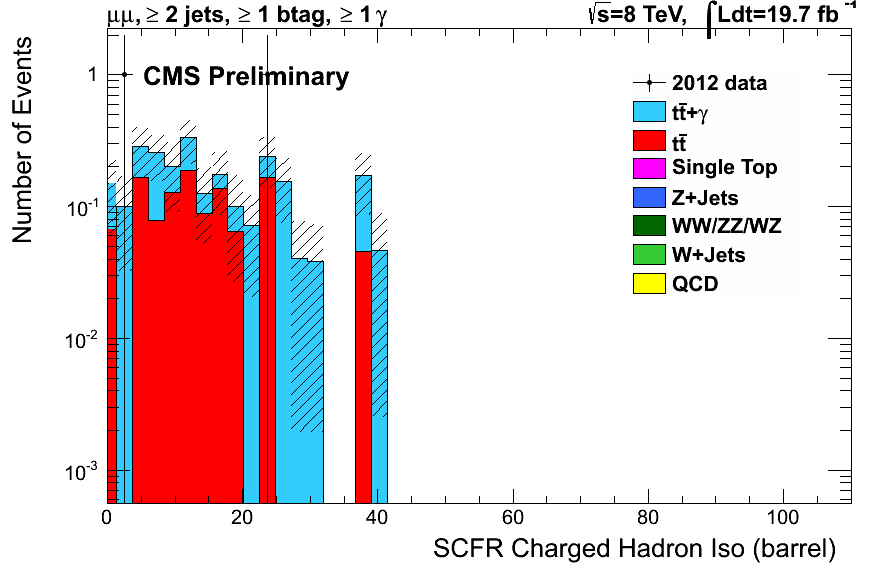 μμ, ≥ 2 jets, ≥ 1 btag, ≥ 1 γ
√s=8 TeV, ∫Ldt=19.7 fb⁻¹
CMS Preliminary
2012 data
tt̄+γ
tt̄
Single Top
Z+Jets
WW/ZZ/WZ
W+Jets
QCD
Number of Events
1
10⁻¹
10⁻²
10⁻³
0 20 40 60 80 100
SCFR Charged Hadron Iso (barrel)